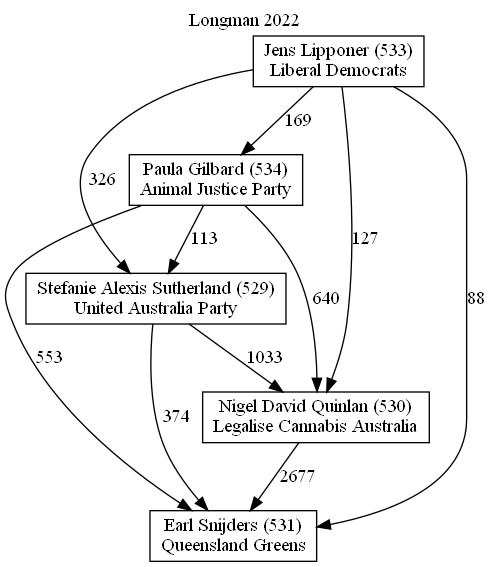 Longman 2022
Jens Lipponer (533)
Liberal Democrats
169
Paula Gilbard (534)
Animal Justice Party
326
113
127
Stefanie Alexis Sutherland (529)
United Australia Party
640
88
553
1033
374
Nigel David Quinlan (530)
Legalise Cannabis Australia
2677
Earl Snijders (531)
Queensland Greens